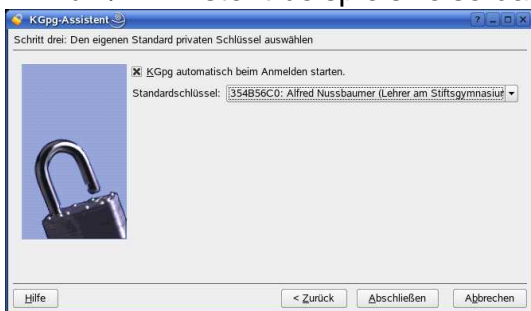 KGpg-Assistent
Schritt drei: Den eigenen Standard privaten Schlüssel auswählen
KGpg automatisch beim Anmelden starten.
Standardschlüssel: 354B56C0: Alfred Nussbaumer (Lehrer am
Hilfe
< Zurück
Abschließen
Abbrechen